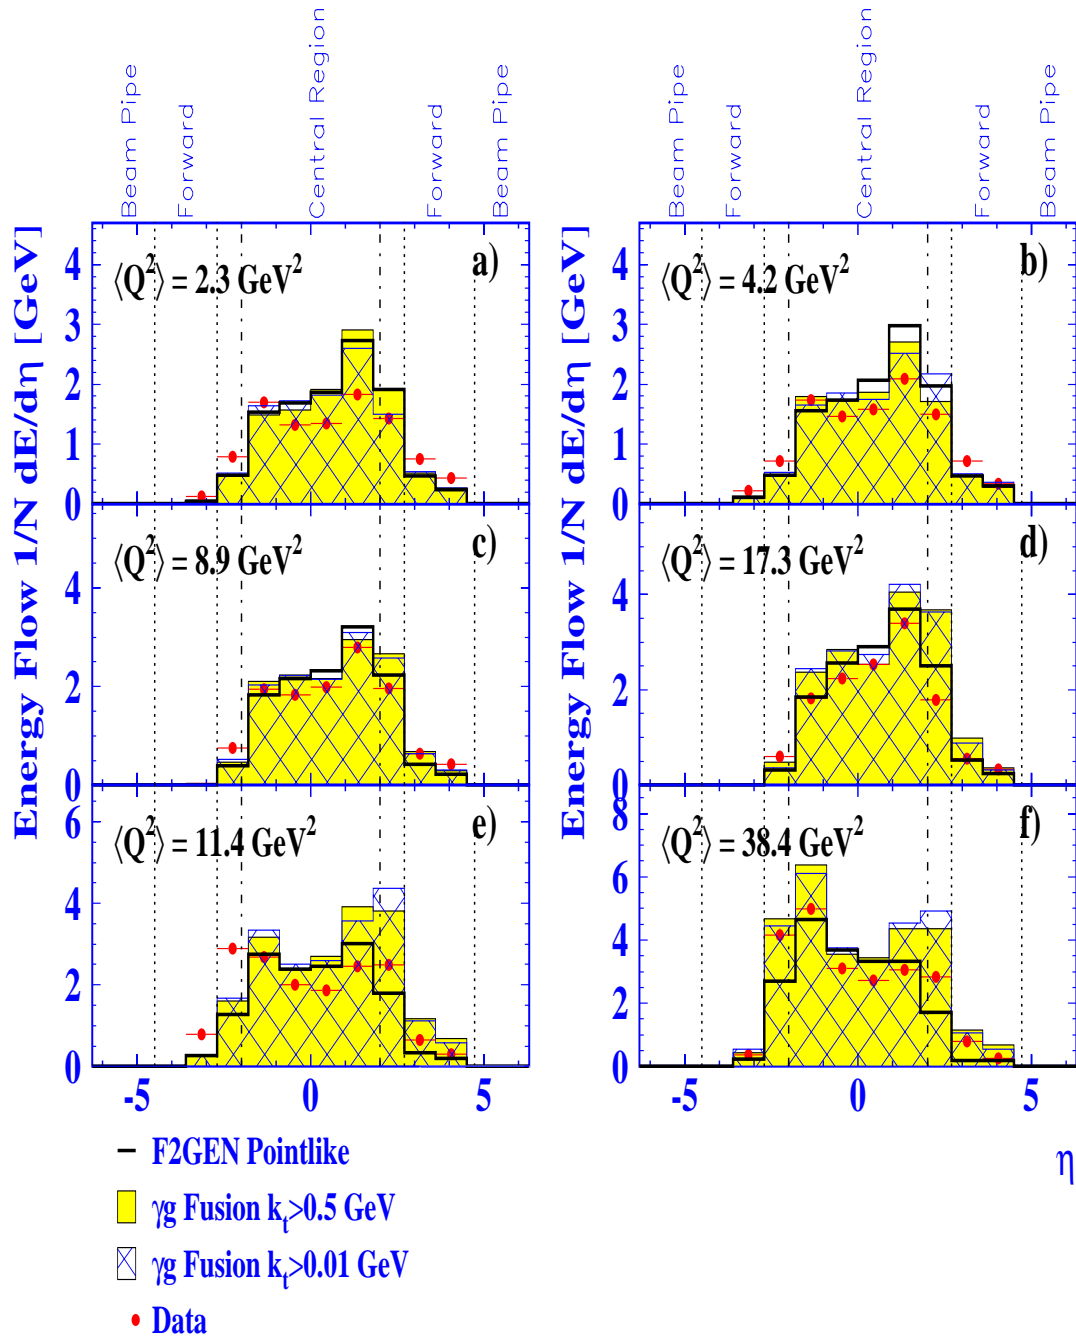 Beam Pipe
Forward
Central Region
Forward
Beam Pipe
Beam Pipe
Forward
Central Region
Forward
Beam Pipe
Energy Flow 1/N dE/dη [GeV]
Energy Flow 1/N dE/dη [GeV]
a)
⟨Q²⟩ = 2.3 GeV²
4
3
2
1
0
b)
⟨Q²⟩ = 4.2 GeV²
4
3
2
1
0
c)
⟨Q²⟩ = 8.9 GeV²
4
2
0
d)
⟨Q²⟩ = 17.3 GeV²
4
2
0
e)
⟨Q²⟩ = 11.4 GeV²
6
4
2
0
f)
⟨Q²⟩ = 38.4 GeV²
8
6
4
2
0
-5 0 5
-5 0 5
η
F2GEN Pointlike
γg Fusion kₜ>0.5 GeV
γg Fusion kₜ>0.01 GeV
Data